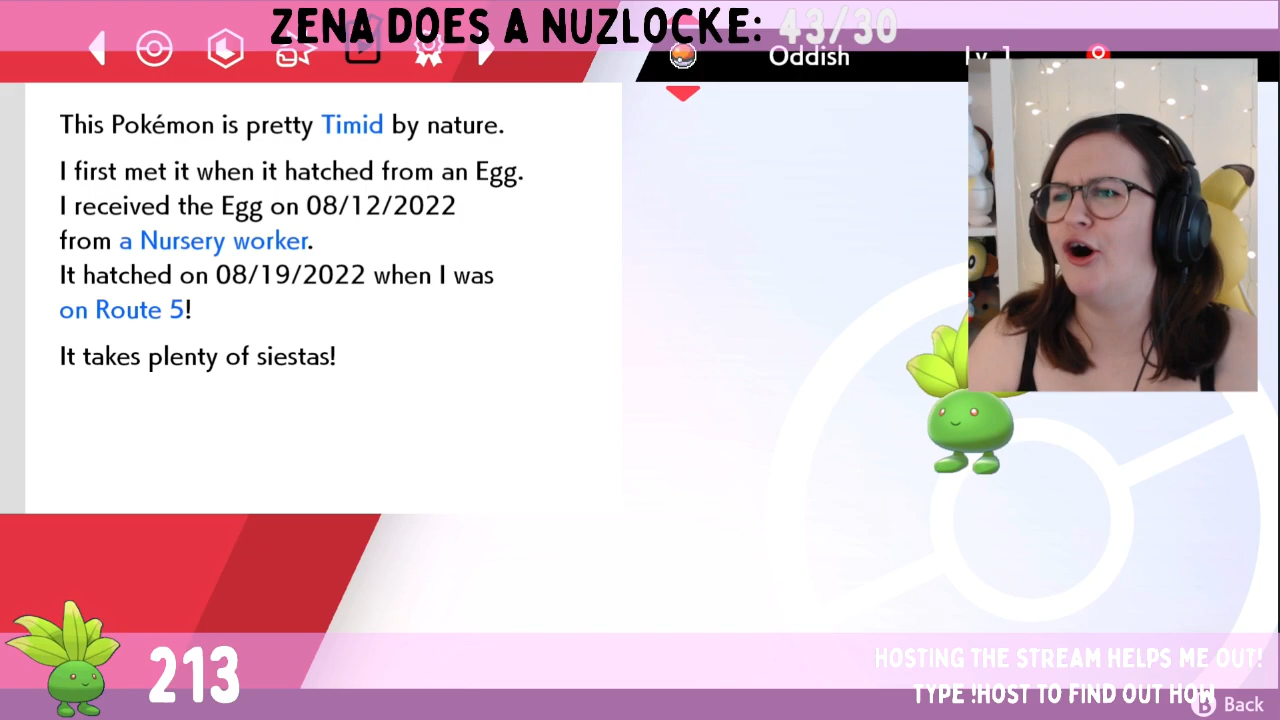 ZENA DOES A NUZLOCKE: 43/30
Oddish Lv. 1
This Pokémon is pretty Timid by nature.
I first met it when it hatched from an Egg.
I received the Egg on 08/12/2022
from a Nursery worker.
It hatched on 08/19/2022 when I was
on Route 5!
It takes plenty of siestas!
213
HOSTING THE STREAM HELPS ME OUT!
TYPE !HOST TO FIND OUT HOW
B Back